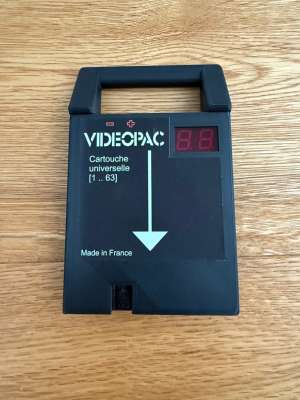 - +
VIDEOPAC
Cartouche
universelle
[1 .. 63]
Made in France